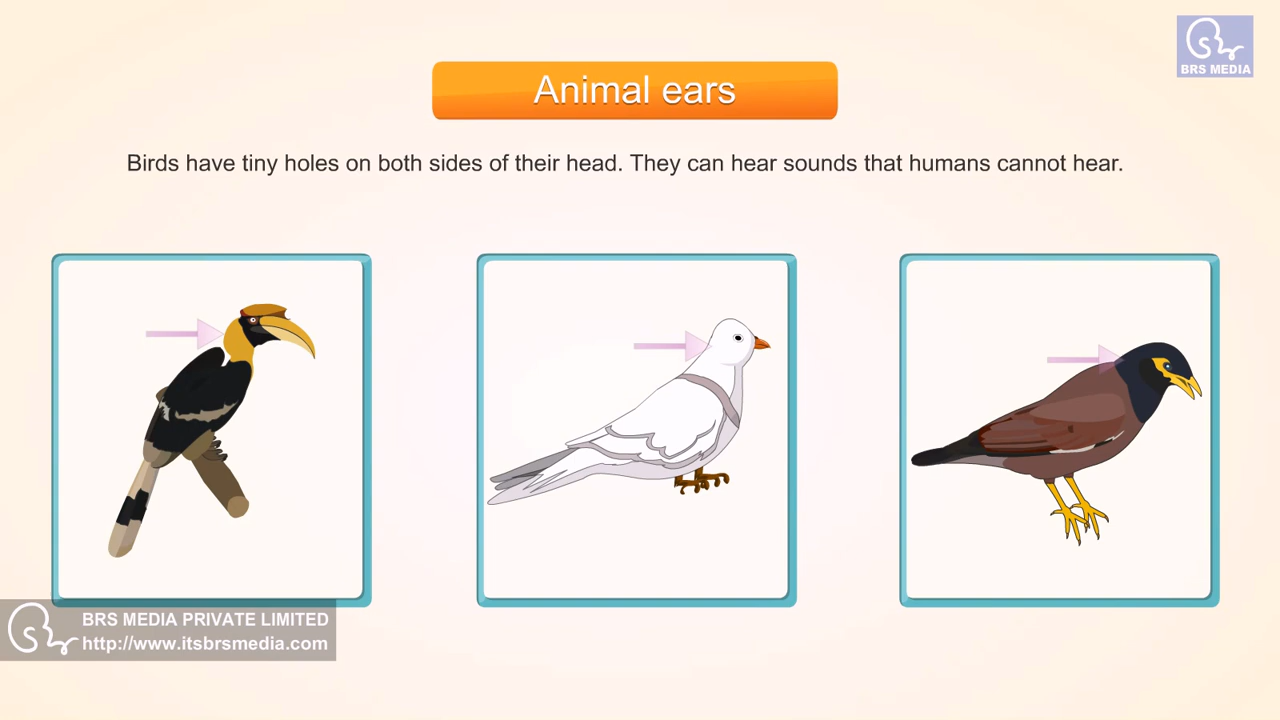 BRS MEDIA
Animal ears
Birds have tiny holes on both sides of their head. They can hear sounds that humans cannot hear.
BRS MEDIA PRIVATE LIMITED
http://www.itsbrsmedia.com